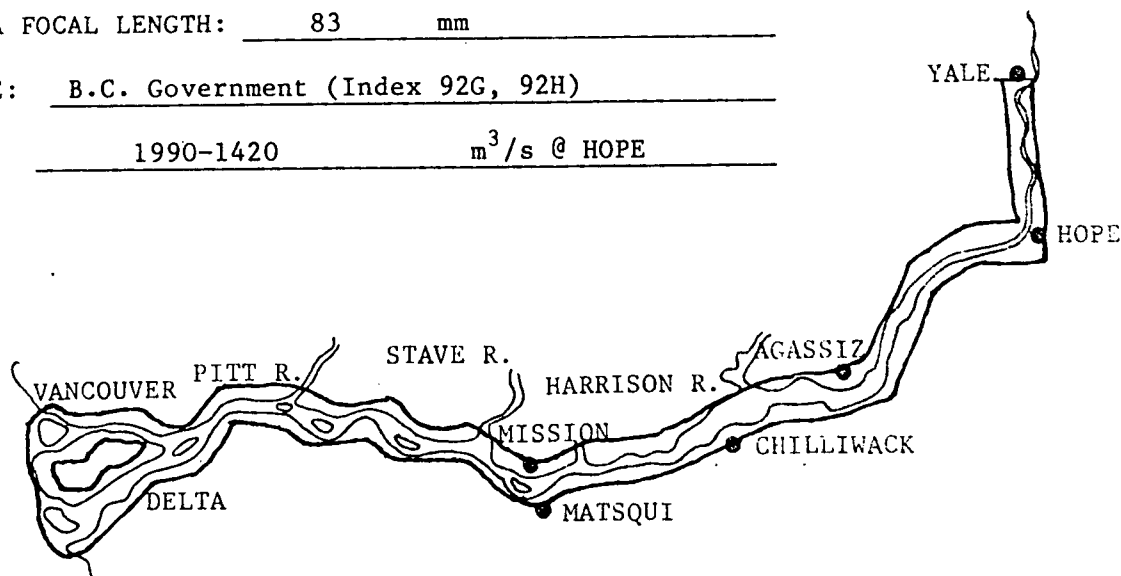 FOCAL LENGTH: 83 mm
B.C. Government (Index 92G, 92H)
1990-1420 m³/s @ HOPE
YALE
HOPE
AGASSIZ
STAVE R.
PITT R.
HARRISON R.
VANCOUVER
MISSION
CHILLIWACK
DELTA
MATSQUI